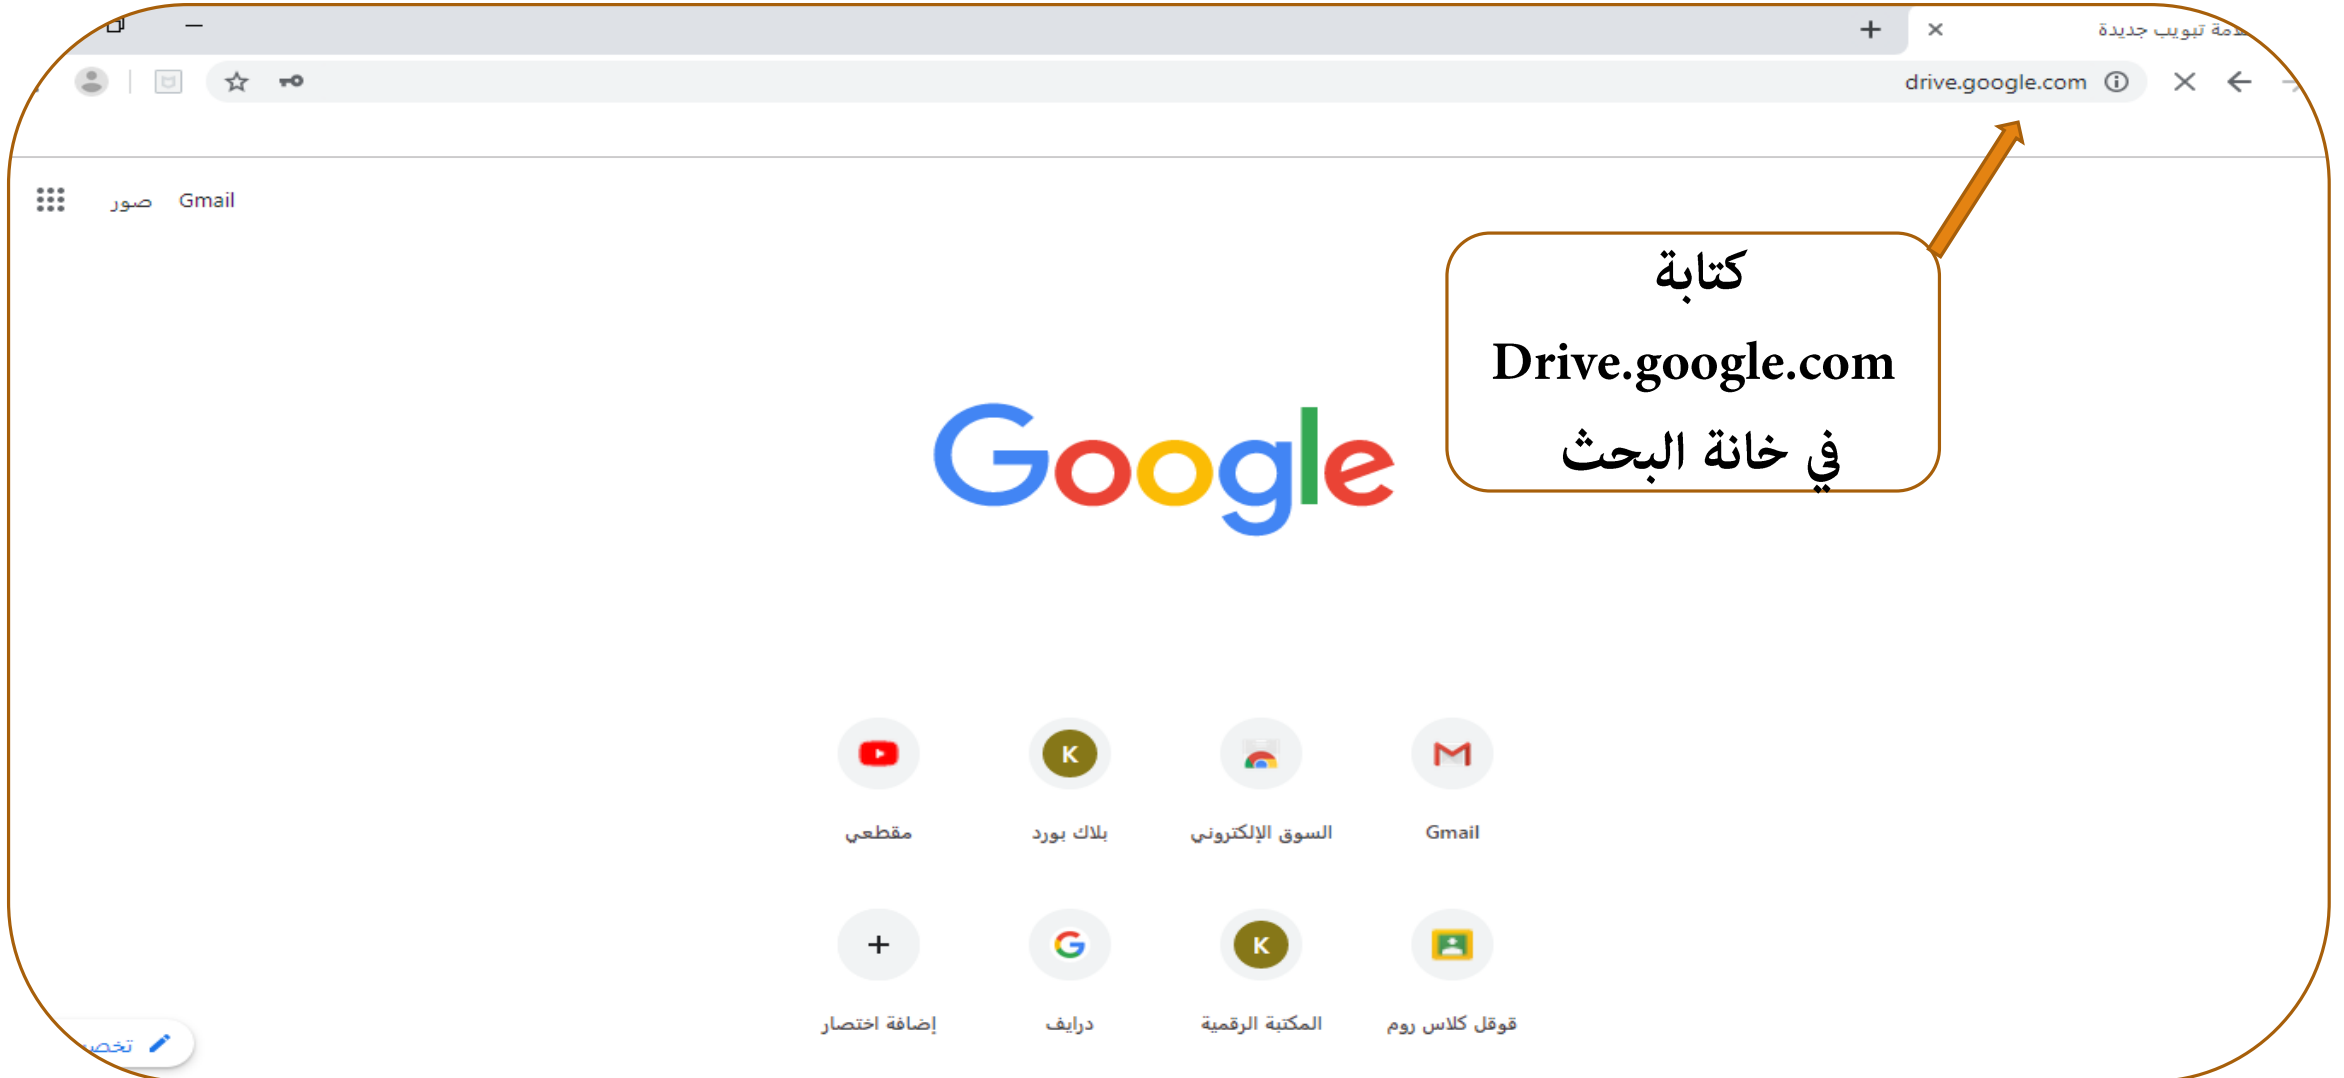 علامة تبويب جديدة
drive.google.com
Gmail صور
كتابة
Drive.google.com
في خانة البحث
Google
Gmail السوق الإلكتروني بلاك بورد مقطعي
K
قوقل كلاس روم المكتبة الرقمية درايف إضافة اختصار
K
G